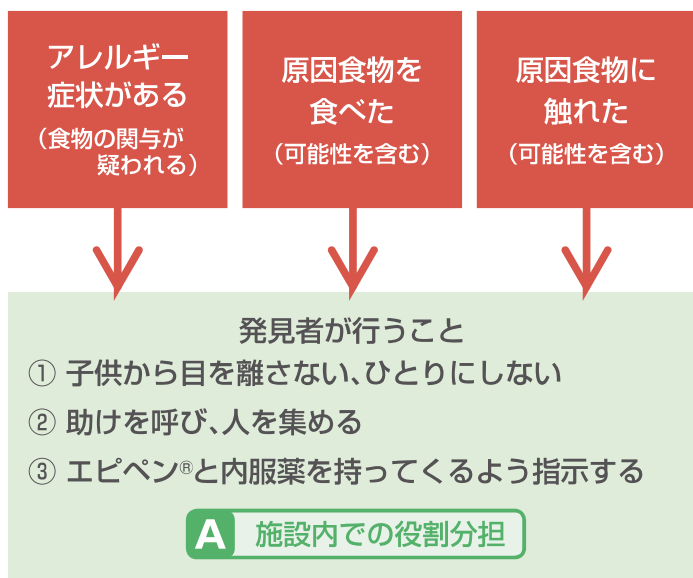 アレルギー
症状がある
（食物の関与が
疑われる）
原因食物を
食べた
（可能性を含む）
原因食物に
触れた
（可能性を含む）
発見者が行うこと
① 子供から目を離さない、ひとりにしない
② 助けを呼び、人を集める
③ エピペン®と内服薬を持ってくるよう指示する
A 施設内での役割分担